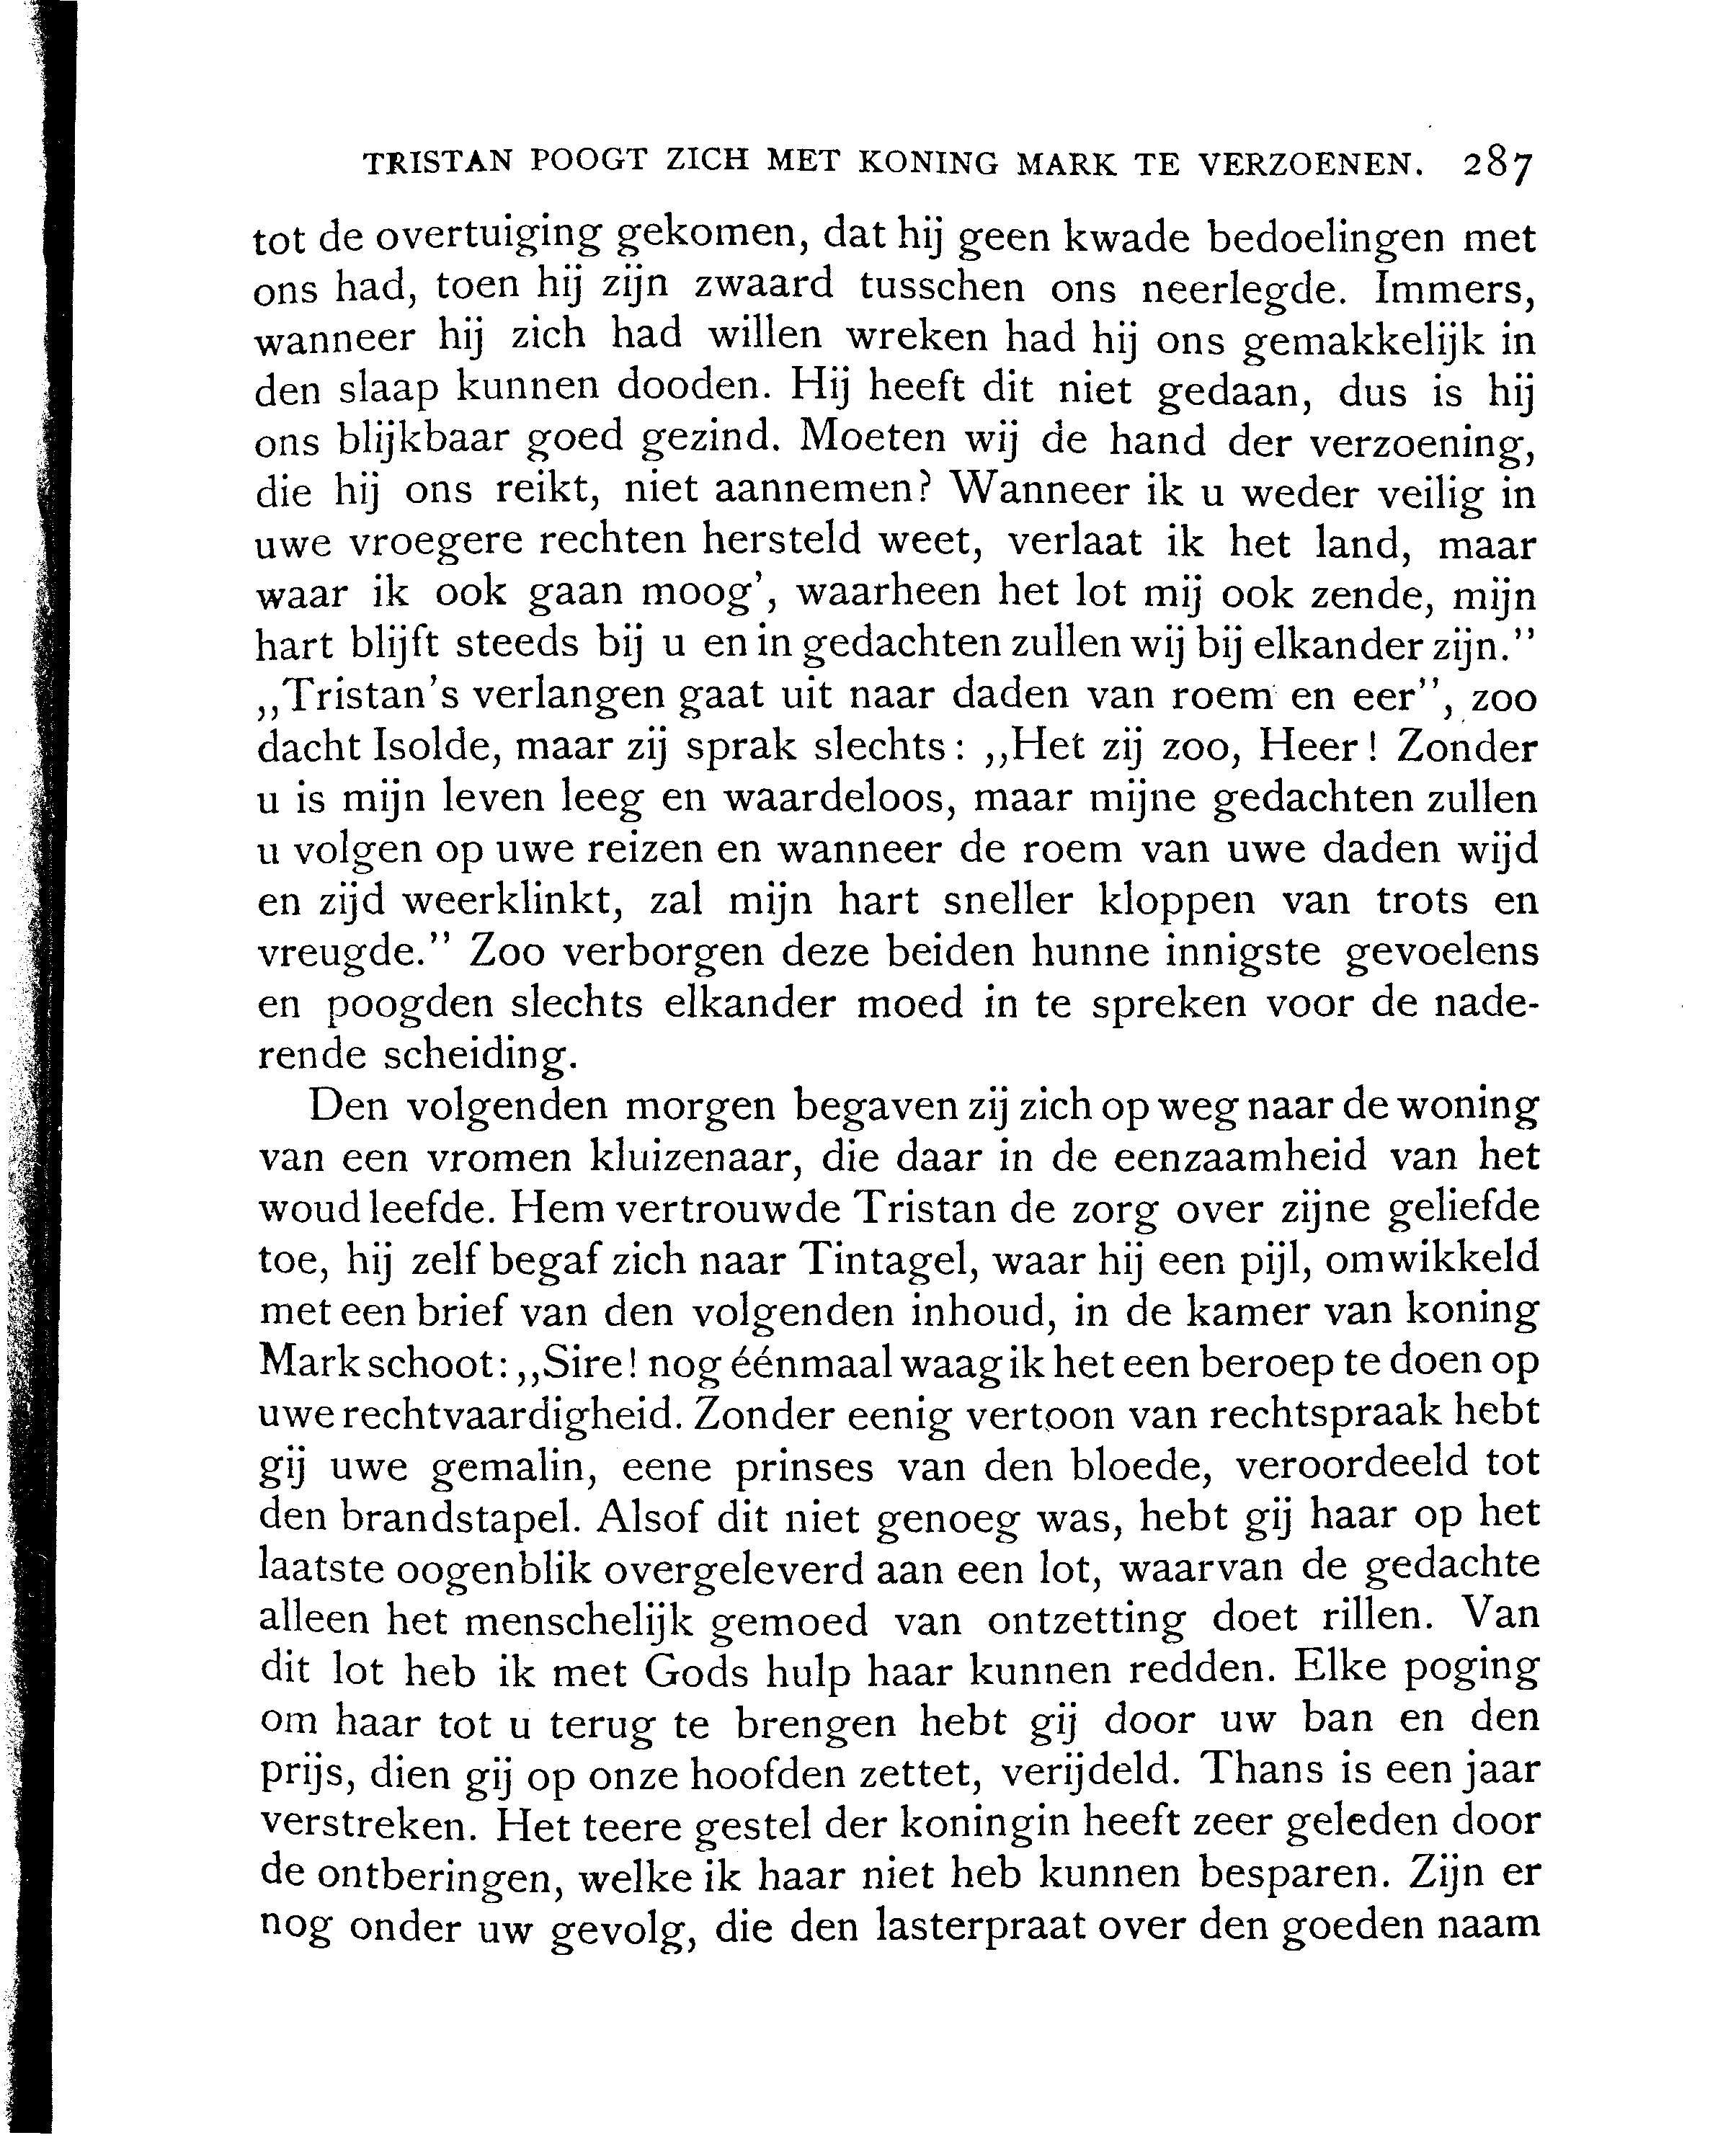 TRISTAN POOGT ZICH MET KONING MARK TE VERZOENEN. 287
tot de overtuiging gekomen, dat hij geen kwade bedoelingen met
ons had, toen hij zijn zwaard tusschen ons neerlegde. Immers,
wanneer hij zich had willen wreken had hij ons gemakkelijk in
den slaap kunnen dooden. Hij heeft dit niet gedaan, dus is hij
ons blijkbaar goed gezind. Moeten wij de hand der verzoening,
die hij ons reikt, niet aannemen? Wanneer ik u weder veilig in
uwe vroegere rechten hersteld weet, verlaat ik het land, maar
waar ik ook gaan moog', waarheen het lot mij ook zende, mijn
hart blijft steeds bij u en in gedachten zullen wij bij elkander zijn.''
,,Tristan's verlangen gaat uit naar daden van roem en eer'', zoo
dacht Isolde, maar zij sprak slechts: ,,Het zij zoo, Heer! Zonder
u is mijn leven leeg en waardeloos, maar mijne gedachten zullen
u volgen op uwe reizen en wanneer de roem van uwe daden wijd
en zijd weerklinkt, zal mijn hart sneller kloppen van trots en
vreugde.'' Zoo verborgen deze beiden hunne innigste gevoelens
en poogden slechts elkander moed in te spreken voor de nade-
rende scheiding.
Den volgenden morgen begaven zij zich op weg naar de woning
van een vromen kluizenaar, die daar in de eenzaamheid van het
woud leefde. Hem vertrouwde Tristan de zorg over zijne geliefde
toe, hij zelf begaf zich naar Tintagel, waar hij een pijl, omwikkeld
met een brief van den volgenden inhoud, in de kamer van koning
Mark schoot: ,,Sire! nog éénmaal waag ik het een beroep te doen op
uwe rechtvaardigheid. Zonder eenig vertoon van rechtspraak hebt
gij uwe gemalin, eene prinses van den bloede, veroordeeld tot
den brandstapel. Alsof dit niet genoeg was, hebt gij haar op het
laatste oogenblik overgeleverd aan een lot, waarvan de gedachte
alleen het menschelijk gemoed van ontzetting doet rillen. Van
dit lot heb ik met Gods hulp haar kunnen redden. Elke poging
om haar tot u terug te brengen hebt gij door uw ban en den
prijs, dien gij op onze hoofden zettet, verijdeld. Thans is een jaar
verstreken. Het teere gestel der koningin heeft zeer geleden door
de ontberingen, welke ik haar niet heb kunnen besparen. Zijn er
nog onder uw gevolg, die den lasterpraat over den goeden naam